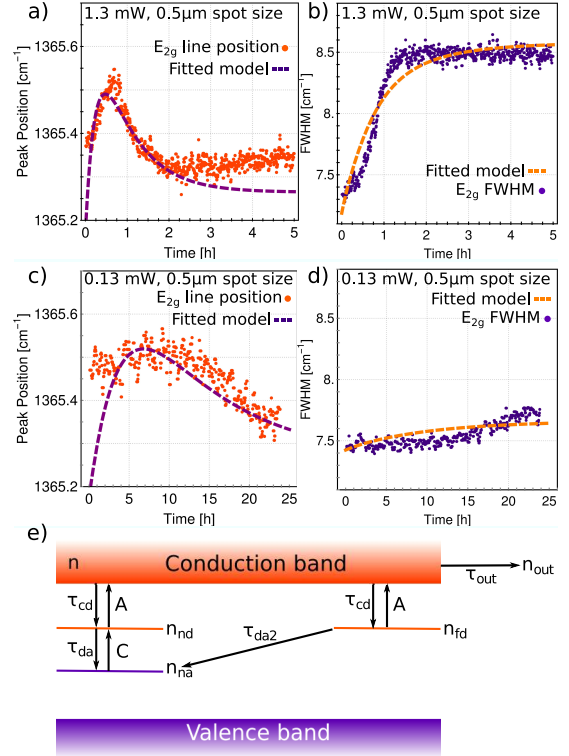 a)
1.3 mW, 0.5µm spot size
E2g line position
Fitted model
Peak Position [cm⁻¹]
1365.6
1365.4
1365.2
0 1 2 3 4 5
Time [h]
b)
1.3 mW, 0.5µm spot size
FWHM [cm⁻¹]
8.5
8
7.5
Fitted model
E2g FWHM
0 1 2 3 4 5
Time [h]
c)
0.13 mW, 0.5µm spot size
E2g line position
Fitted model
Peak Position [cm⁻¹]
1365.6
1365.4
1365.2
0 5 10 15 20 25
Time [h]
d)
0.13 mW, 0.5µm spot size
Fitted model
E2g FWHM
FWHM [cm⁻¹]
8.5
8
7.5
0 5 10 15 20 25
Time [h]
e)
n Conduction band
τout nout
τcd A
τcd A
nnd
τda2
nfd
τda C
nna
Valence band